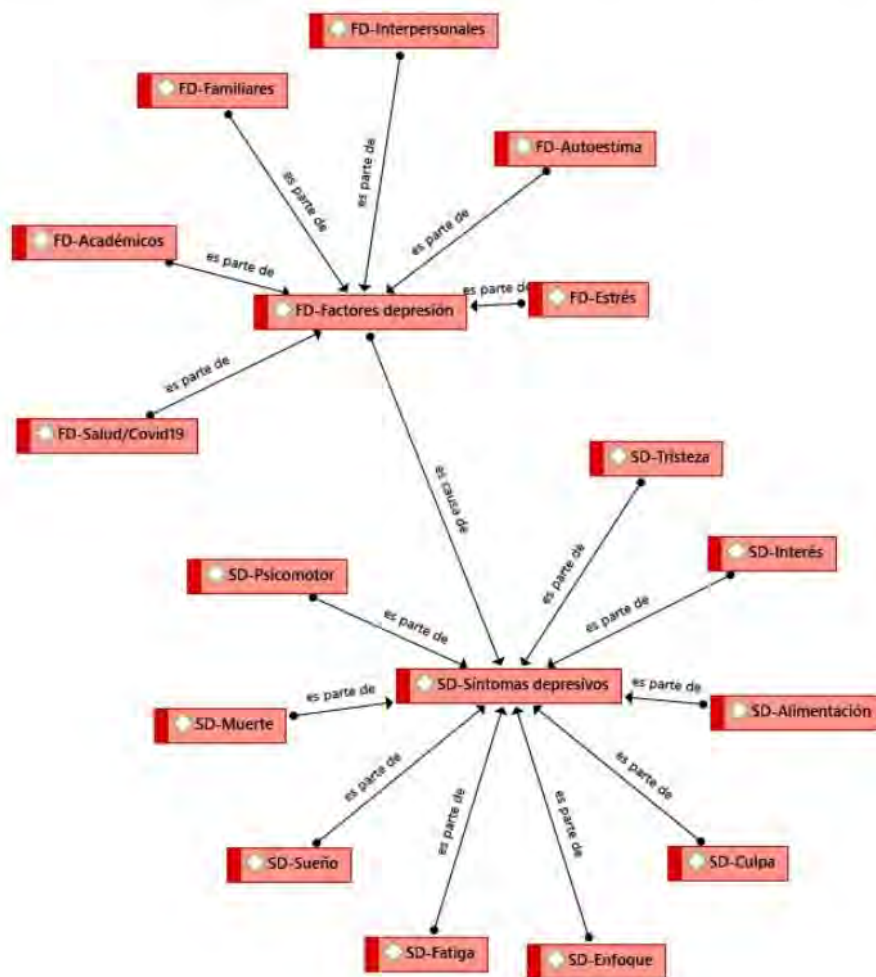 FD-Interpersonales
FD-Familiares
FD-Autoestima
es parte de
es parte de
es parte de
FD-Académicos
es parte de
es parte de
FD-Estrés
FD-Factores depresión
es parte de
FD-Salud/Covid19
es causa de
SD-Tristeza
SD-Interés
es parte de
SD-Psicomotor
es parte de
es parte de
SD-Síntomas depresivos
es parte de
es parte de
SD-Alimentación
SD-Muerte
es parte de
es parte de
es parte de
es parte de
SD-Sueño
SD-Culpa
SD-Fatiga
SD-Enfoque